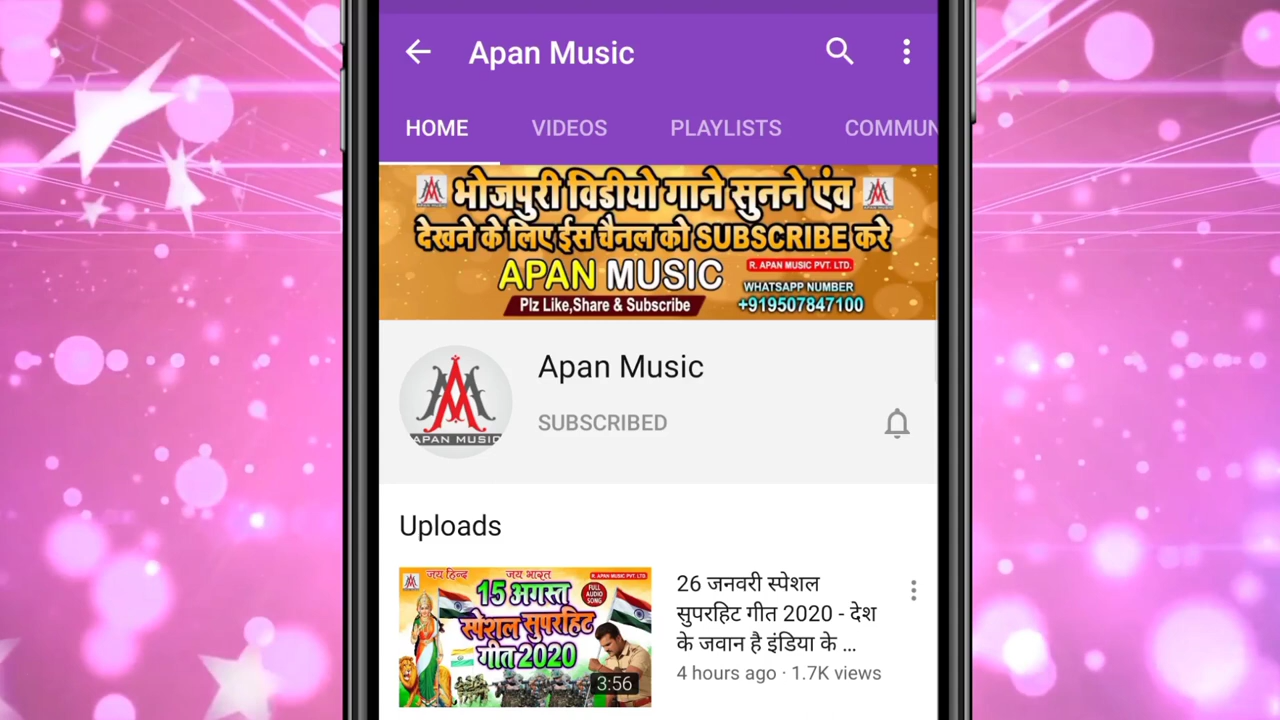 Apan Music
HOME VIDEOS PLAYLISTS COMMUN
भोजपुरी विडीयो गाने सुनने एंव
देखने के लिए ईस चैनल को SUBSCRIBE करे
APAN MUSIC
R. APAN MUSIC PVT. LTD.
WHATSAPP NUMBER
+919507847100
Plz Like,Share & Subscribe
Apan Music
SUBSCRIBED
APAN MUSIC
Uploads
जय हिन्द जय भारत
R. APAN MUSIC PVT. LTD
15 अगस्त
FULL
AUDIO
SONG
स्पेशल सुपरहिट
गीत 2020
3:56
26 जनवरी स्पेशल
सुपरहिट गीत 2020 - देश
के जवान है इंडिया के ...
4 hours ago · 1.7K views